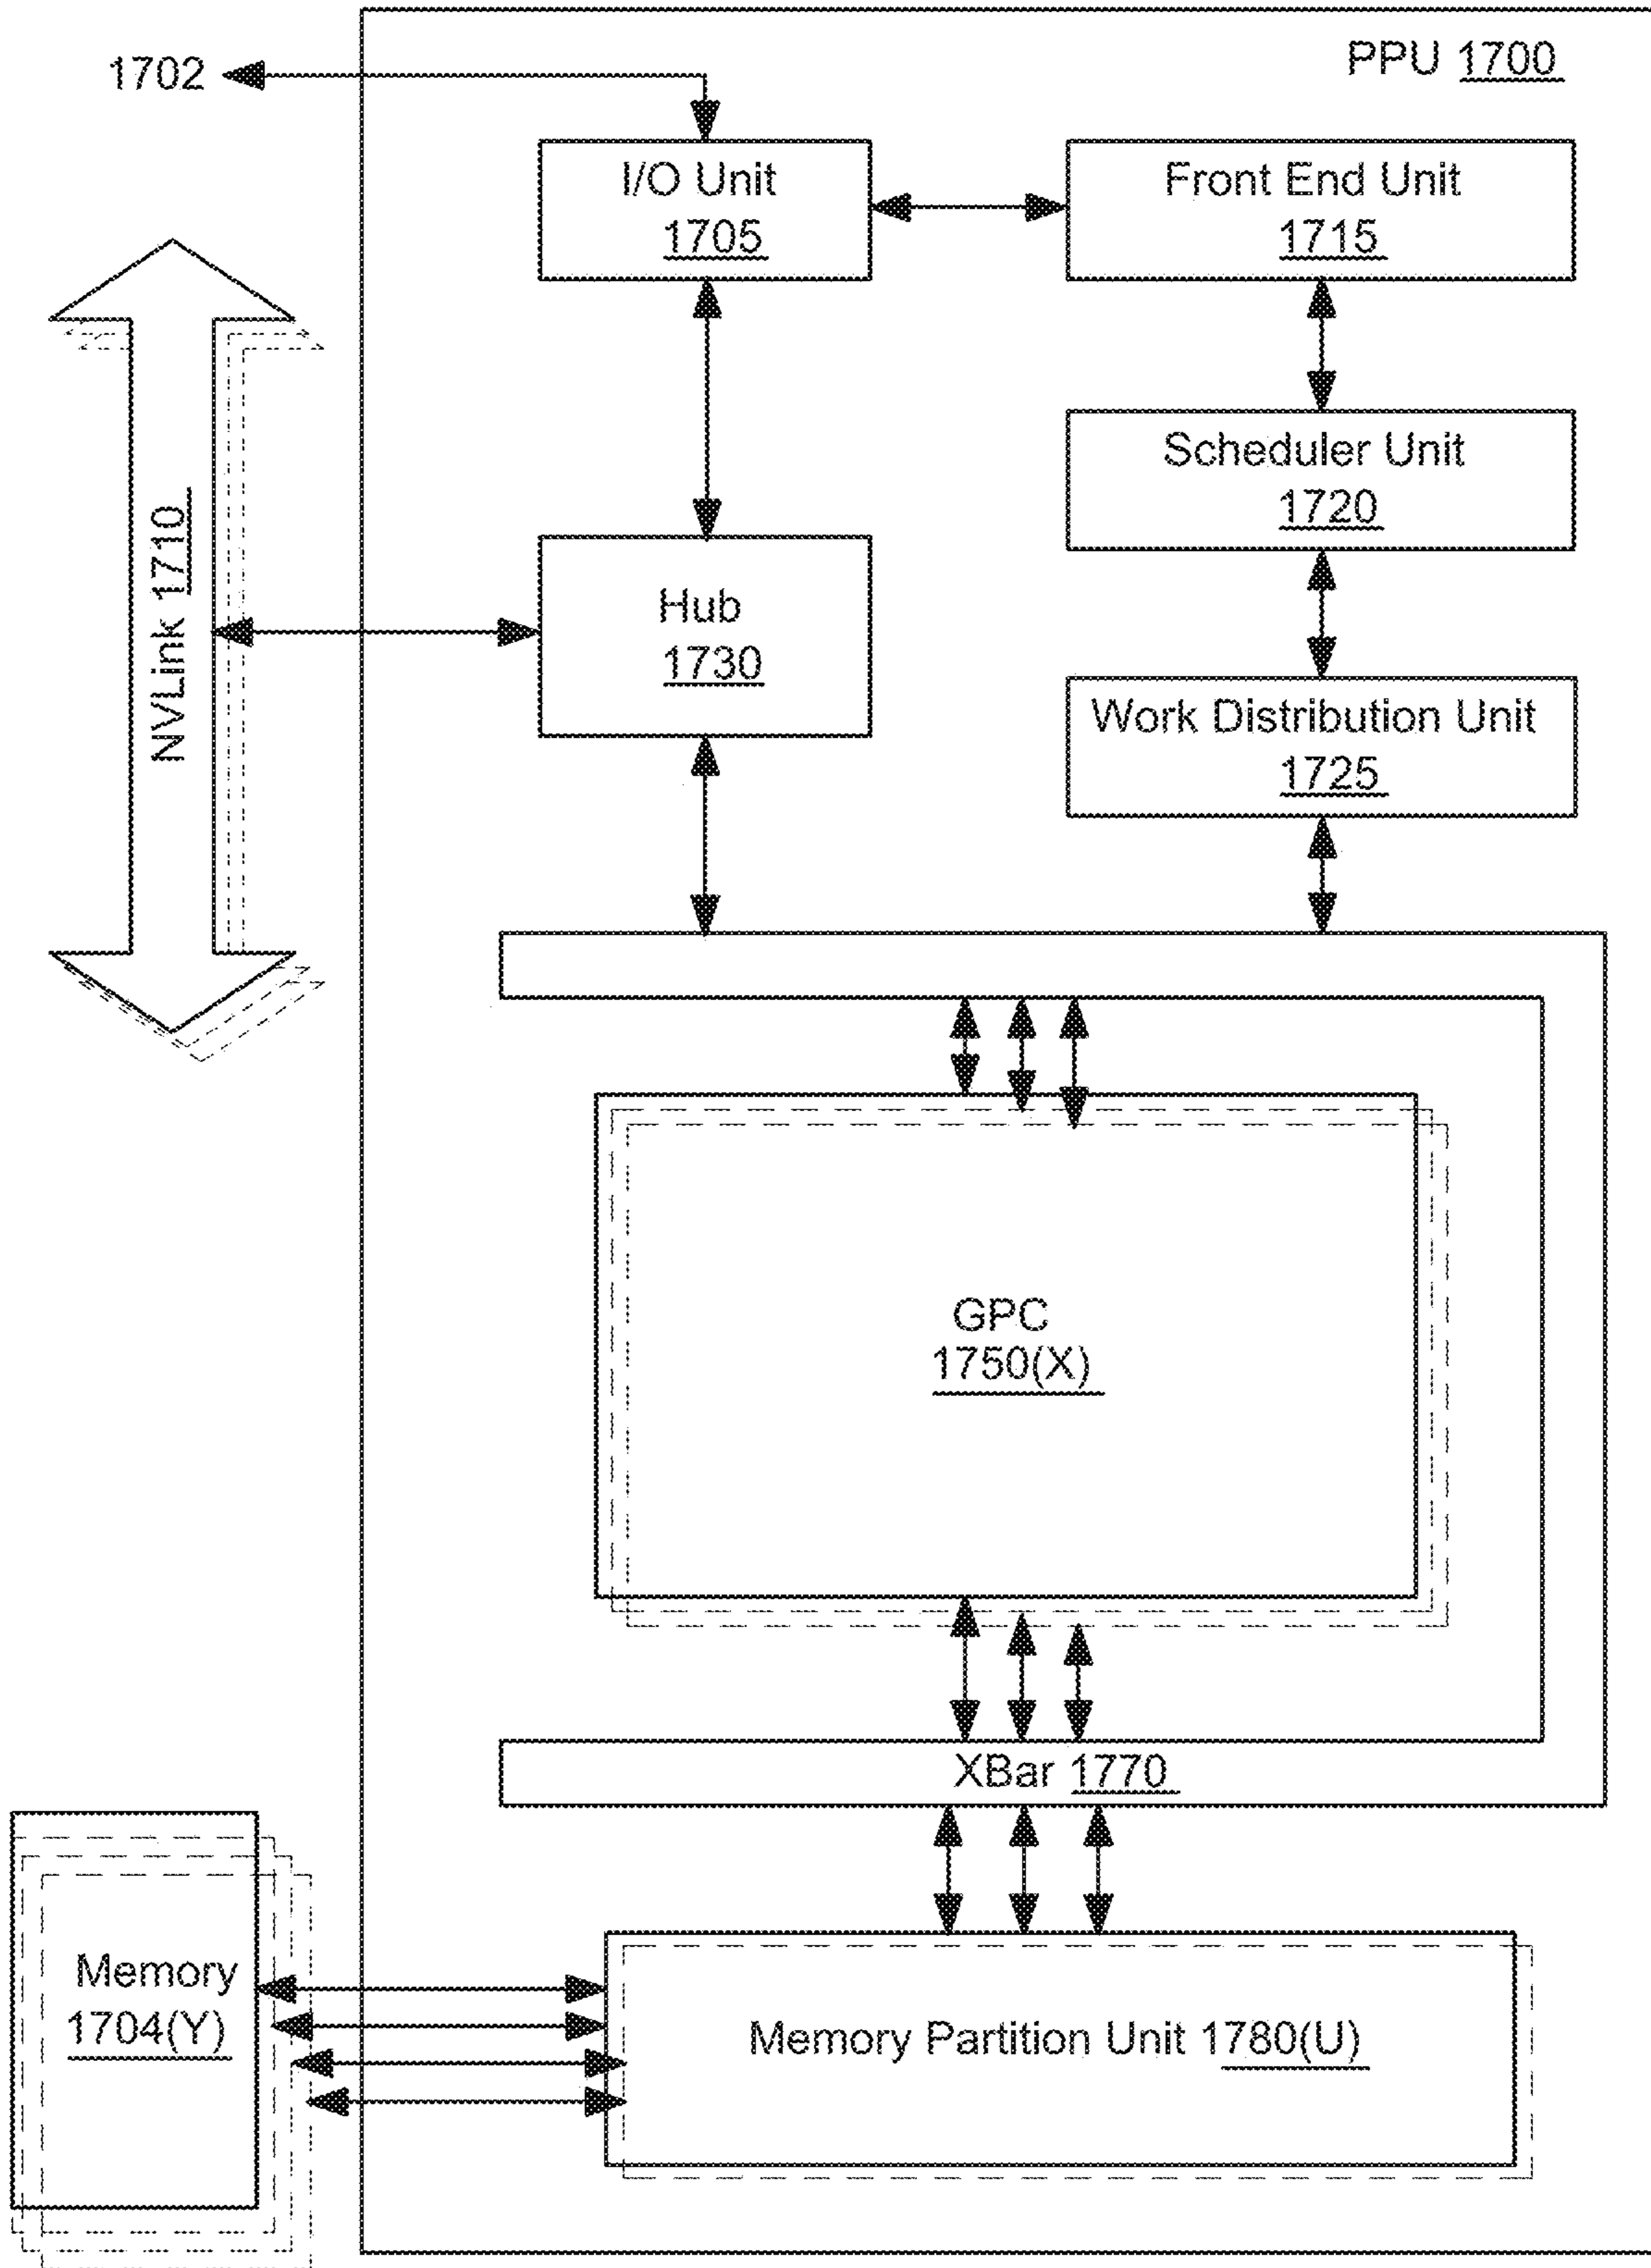 PPU 1700
1702
I/O Unit
1705
Front End Unit
1715
Scheduler Unit
1720
NVLink 1710
Hub
1730
Work Distribution Unit
1725
GPC
1750(X)
XBar 1770
Memory
1704(Y)
Memory Partition Unit 1780(U)